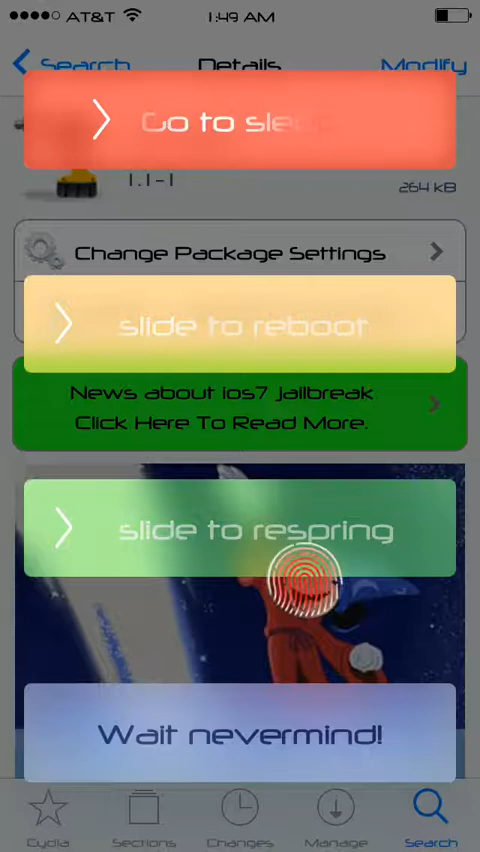 AT&T 1:49 AM
Search Details Modify
Go to
1.1-1
264 kB
Change Package Settings
slide to reboot
News about ios7 jailbreak
Click Here To Read More.
slide to respring
Wait nevermind!
Cydia Sections Changes Manage Search